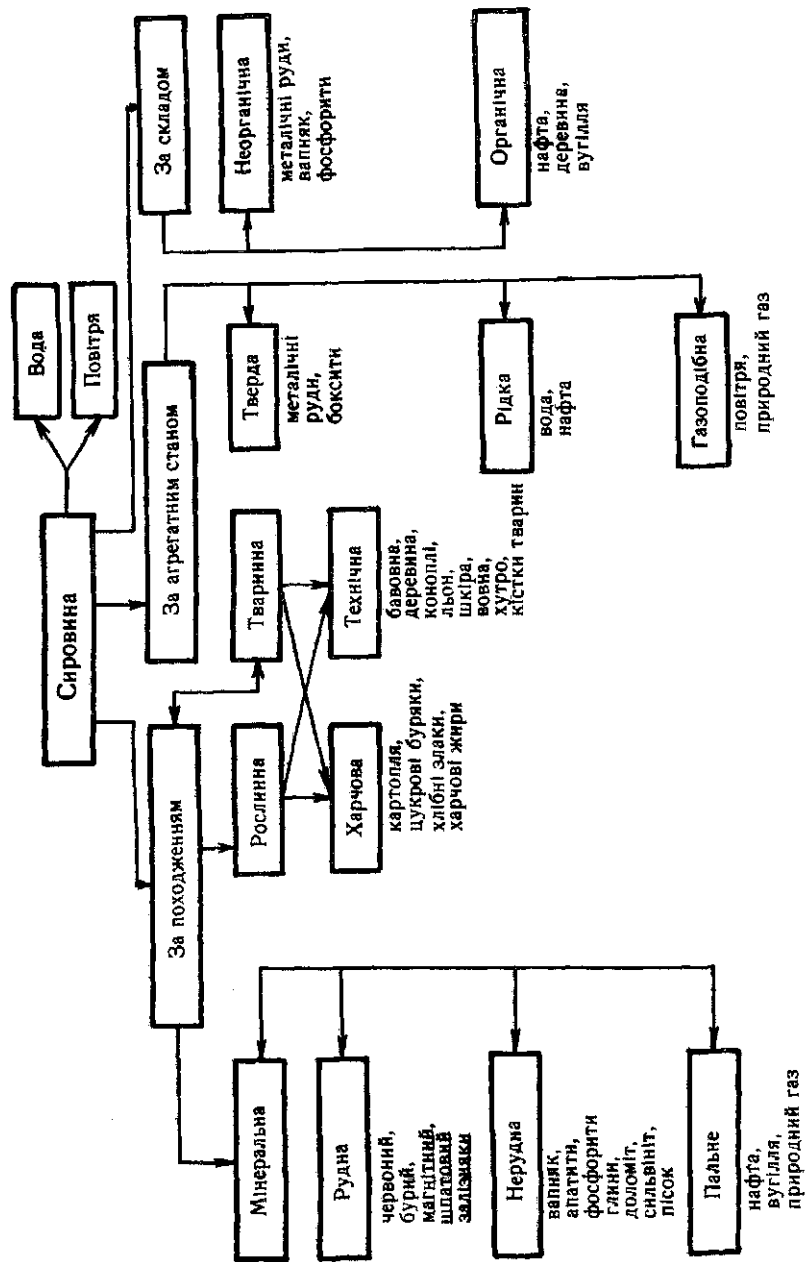 Сировина
Вода
Повітря
За походженням
За агрегатним станом
За складом
Мінеральна
Рудна
червоний,
бурий,
магнітний,
шпатовий
залізняки
Нерудна
вапняк,
апатити,
фосфорити
глини,
доломіт,
сильвініт,
пісок
Пальне
нафта,
вугілля,
природний газ
Рослинна
Тваринна
Харчова
картопля,
цукрові буряки,
хлібні злаки,
харчові жири
Технічна
бавовна,
деревина,
коноплі,
льон,
шкіра,
вовна,
хутро,
кістки тварин
Тверда
металічні
руди,
боксити
Рідка
вода,
нафта
Газоподібна
повітря,
природний газ
Неорганічна
металічні руди,
вапняк,
фосфорити
Органічна
нафта,
деревина,
вугілля